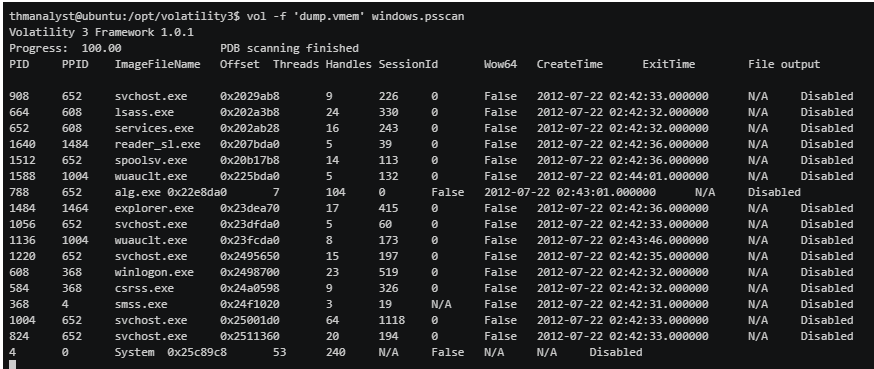 thmanalyst@ubuntu:/opt/volatility3$ vol -f 'dump.vmem' windows.psscan
Volatility 3 Framework 1.0.1
Progress:  100.00               PDB scanning finished
PID     PPID    ImageFileName   Offset  Threads Handles SessionId       Wow64   CreateTime      ExitTime        File output

908     652     svchost.exe     0x2029ab8       9       226     0       False   2012-07-22 02:42:33.000000      N/A     Disabled
664     608     lsass.exe       0x202a3b8       24      330     0       False   2012-07-22 02:42:32.000000      N/A     Disabled
652     608     services.exe    0x202ab28       16      243     0       False   2012-07-22 02:42:32.000000      N/A     Disabled
1640    1484    reader_sl.exe   0x207bda0       5       39      0       False   2012-07-22 02:42:36.000000      N/A     Disabled
1512    652     spoolsv.exe     0x20b17b8       14      113     0       False   2012-07-22 02:42:36.000000      N/A     Disabled
1588    1004    wuauclt.exe     0x225bda0       5       132     0       False   2012-07-22 02:44:01.000000      N/A     Disabled
788     652     alg.exe 0x22e8da0       7       104     0       False   2012-07-22 02:43:01.000000      N/A     Disabled
1484    1464    explorer.exe    0x23dea70       17      415     0       False   2012-07-22 02:42:36.000000      N/A     Disabled
1056    652     svchost.exe     0x23dfda0       5       60      0       False   2012-07-22 02:42:33.000000      N/A     Disabled
1136    1004    wuauclt.exe     0x23fcda0       8       173     0       False   2012-07-22 02:43:46.000000      N/A     Disabled
1220    652     svchost.exe     0x2495650       15      197     0       False   2012-07-22 02:42:35.000000      N/A     Disabled
608     368     winlogon.exe    0x2498700       23      519     0       False   2012-07-22 02:42:32.000000      N/A     Disabled
584     368     csrss.exe       0x24a0598       9       326     0       False   2012-07-22 02:42:32.000000      N/A     Disabled
368     4       smss.exe        0x24f1020       3       19      N/A     False   2012-07-22 02:42:31.000000      N/A     Disabled
1004    652     svchost.exe     0x25001d0       64      1118    0       False   2012-07-22 02:42:33.000000      N/A     Disabled
824     652     svchost.exe     0x2511360       20      194     0       False   2012-07-22 02:42:33.000000      N/A     Disabled
4       0       System  0x25c89c8       53      240     N/A     False   N/A     N/A     Disabled